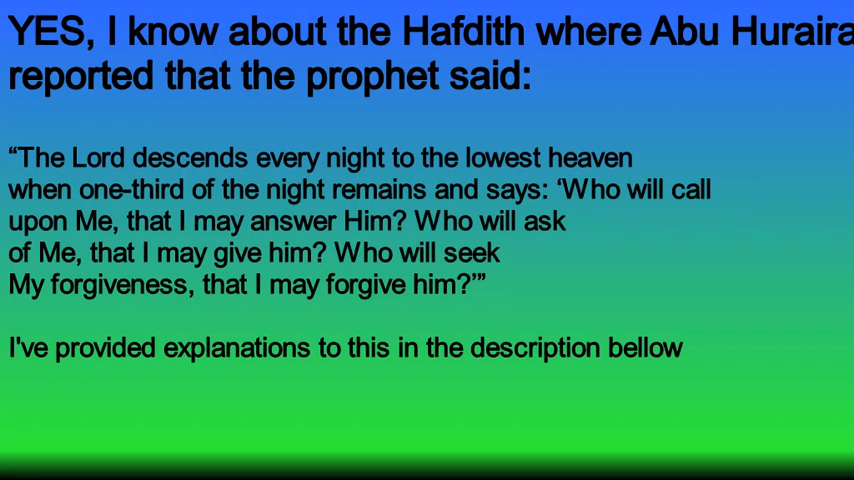 YES, I know about the Hafdith where Abu Huraira
reported that the prophet said:
“The Lord descends every night to the lowest heaven
when one-third of the night remains and says: ‘Who will call
upon Me, that I may answer Him? Who will ask
of Me, that I may give him? Who will seek
My forgiveness, that I may forgive him?’”
I've provided explanations to this in the description bellow